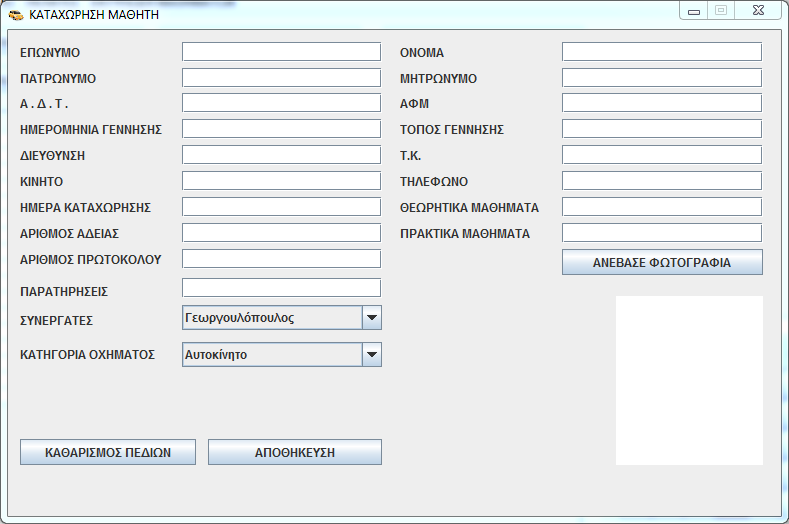 ΚΑΤΑΧΩΡΗΣΗ ΜΑΘΗΤΗ
ΕΠΩΝΥΜΟ ΟΝΟΜΑ
ΠΑΤΡΩΝΥΜΟ ΜΗΤΡΩΝΥΜΟ
Α . Δ . Τ . ΑΦΜ
ΗΜΕΡΟΜΗΝΙΑ ΓΕΝΝΗΣΗΣ ΤΟΠΟΣ ΓΕΝΝΗΣΗΣ
ΔΙΕΥΘΥΝΣΗ Τ.Κ.
ΚΙΝΗΤΟ ΤΗΛΕΦΩΝΟ
ΗΜΕΡΑ ΚΑΤΑΧΩΡΗΣΗΣ ΘΕΩΡΗΤΙΚΑ ΜΑΘΗΜΑΤΑ
ΑΡΙΘΜΟΣ ΑΔΕΙΑΣ ΠΡΑΚΤΙΚΑ ΜΑΘΗΜΑΤΑ
ΑΡΙΘΜΟΣ ΠΡΩΤΟΚΟΛΟΥ ΑΝΕΒΑΣΕ ΦΩΤΟΓΡΑΦΙΑ
ΠΑΡΑΤΗΡΗΣΕΙΣ
ΣΥΝΕΡΓΑΤΕΣ Γεωργουλόπουλος
ΚΑΤΗΓΟΡΙΑ ΟΧΗΜΑΤΟΣ Αυτοκίνητο
ΚΑΘΑΡΙΣΜΟΣ ΠΕΔΙΩΝ ΑΠΟΘΗΚΕΥΣΗ